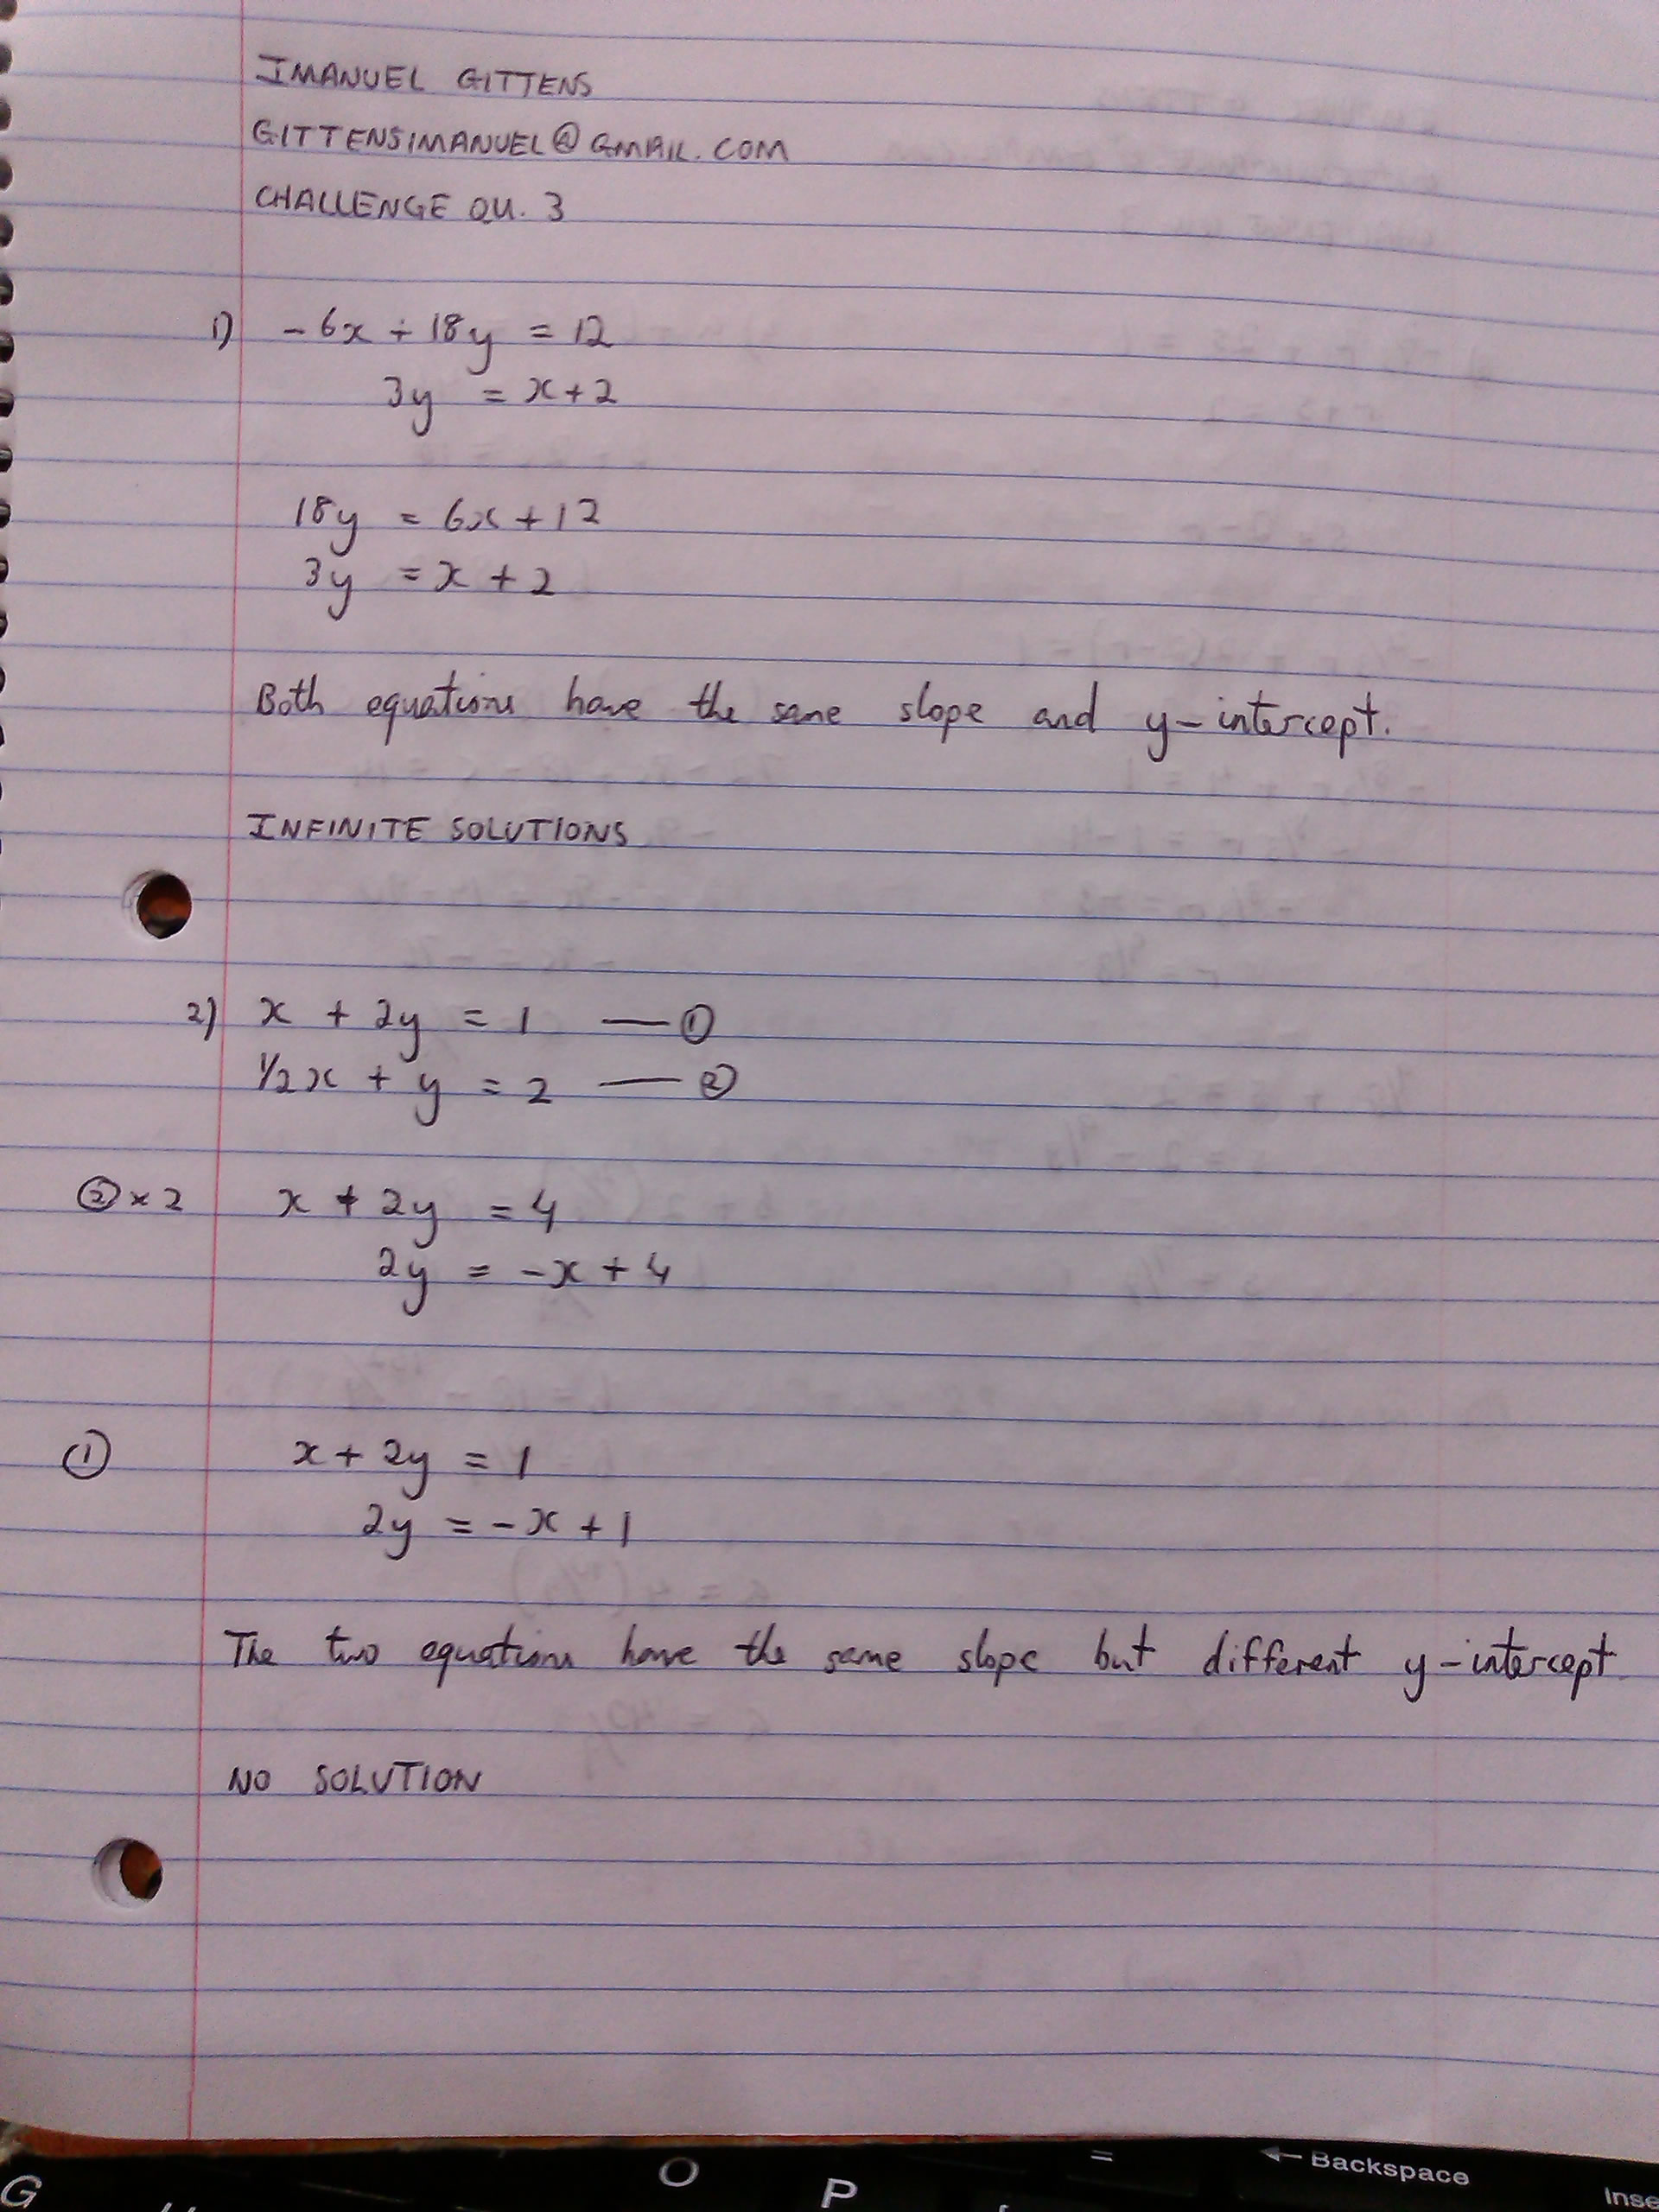 IMANUEL GITTENS
GITTENSIMANUEL@GMAIL.COM
CHALLENGE QU. 3
1) -6x + 18y = 12
3y = x + 2
18y = 6x + 12
3y = x + 2
Both equations have the same slope and y-intercept.
INFINITE SOLUTIONS
2) x + 2y = 1 — ①
1/2x + y = 2 — ②
② × 2 x + 2y = 4
2y = -x + 4
① x + 2y = 1
2y = -x + 1
The two equations have the same slope but different y-intercept
NO SOLUTION
= ← Backspace
G O P Inse